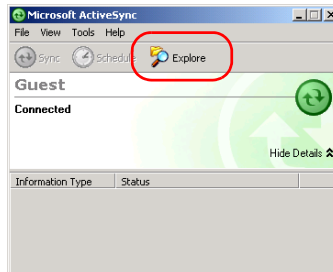 Microsoft ActiveSync
File View Tools Help
Sync Schedule Explore
Guest
Connected
Hide Details
Information Type Status